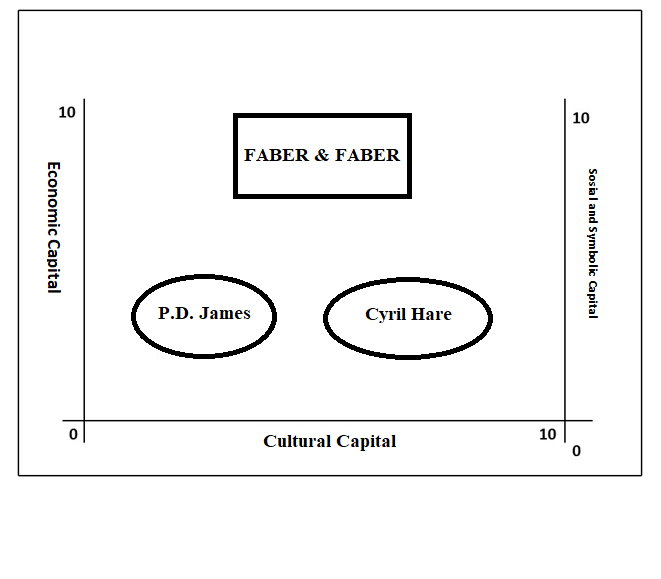 10
10
FABER & FABER
Economic Capital
Sosial and Symbolic Capital
P.D. James
Cyril Hare
0
Cultural Capital
10
0